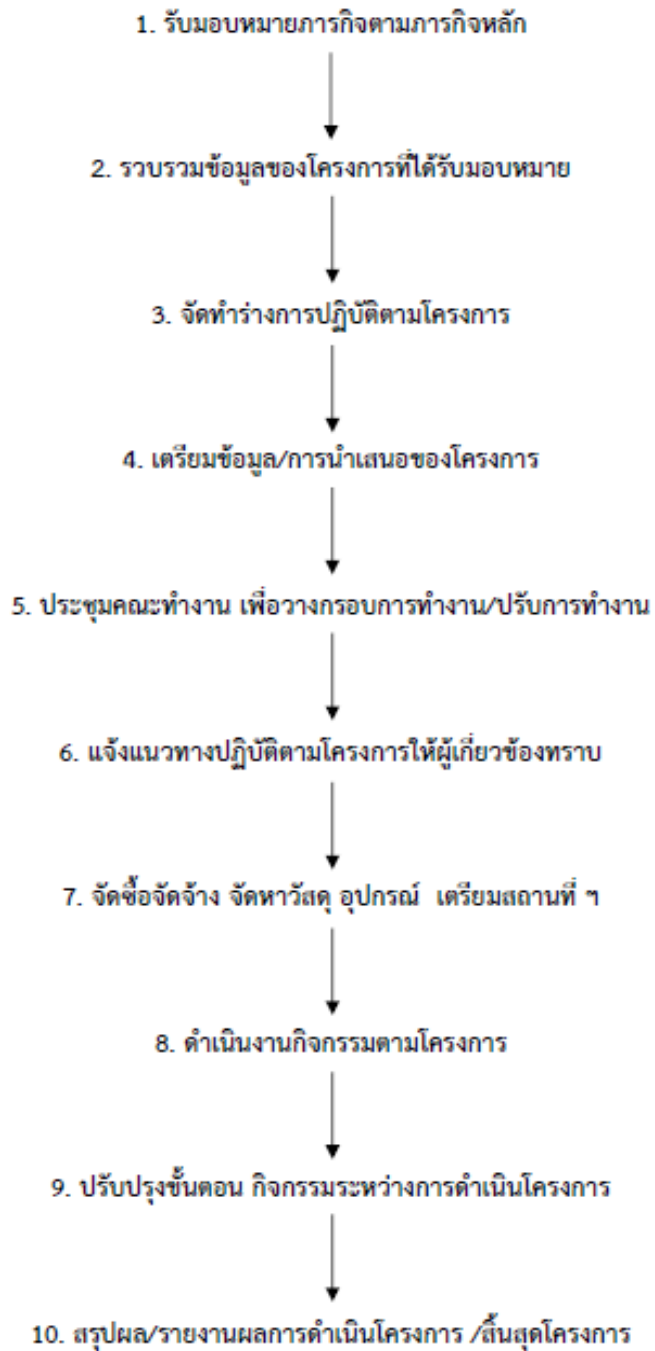 1. รับมอบหมายภารกิจตามภารกิจหลัก
2. รวบรวมข้อมูลของโครงการที่ได้รับมอบหมาย
3. จัดทำร่างการปฏิบัติตามโครงการ
4. เตรียมข้อมูล/การนำเสนอของโครงการ
5. ประชุมคณะทำงาน เพื่อวางกรอบการทำงาน/ปรับการทำงาน
6. แจ้งแนวทางปฏิบัติตามโครงการให้ผู้เกี่ยวข้องทราบ
7. จัดซื้อจัดจ้าง จัดหาวัสดุ อุปกรณ์ เตรียมสถานที่ ฯ
8. ดำเนินงานกิจกรรมตามโครงการ
9. ปรับปรุงขั้นตอน กิจกรรมระหว่างการดำเนินโครงการ
10. สรุปผล/รายงานผลการดำเนินโครงการ /สิ้นสุดโครงการ